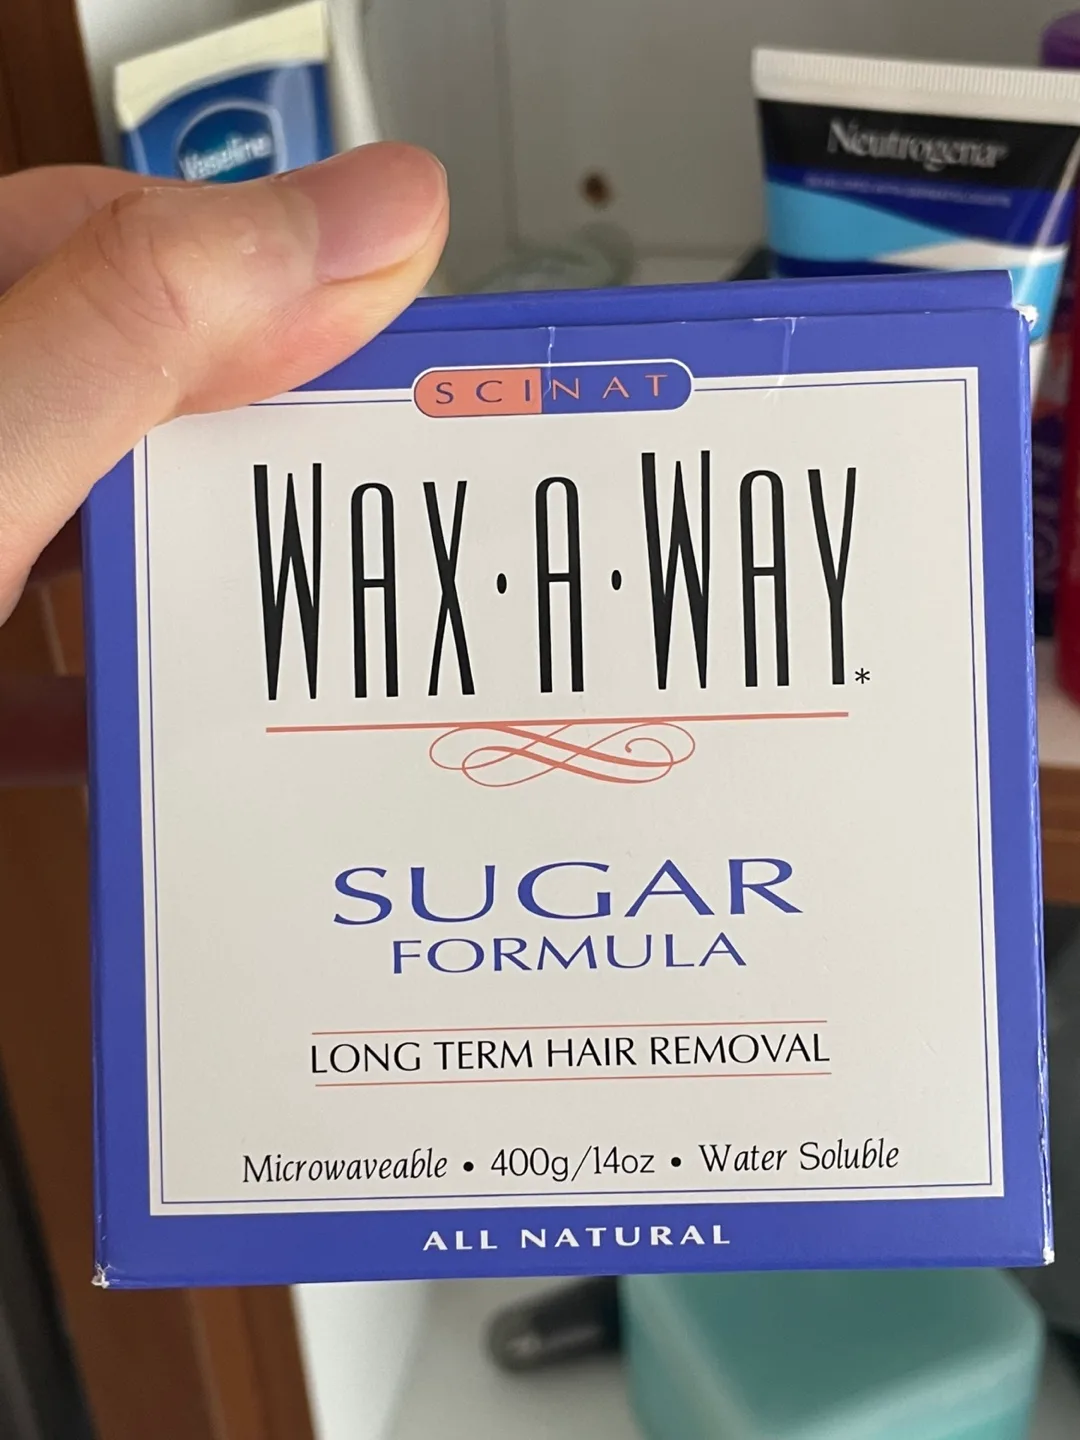 Vaseline
Neutrogena
SCINAT
WAX·A·WAY*
SUGAR
FORMULA
LONG TERM HAIR REMOVAL
Microwaveable • 400g/14oz • Water Soluble
ALL NATURAL